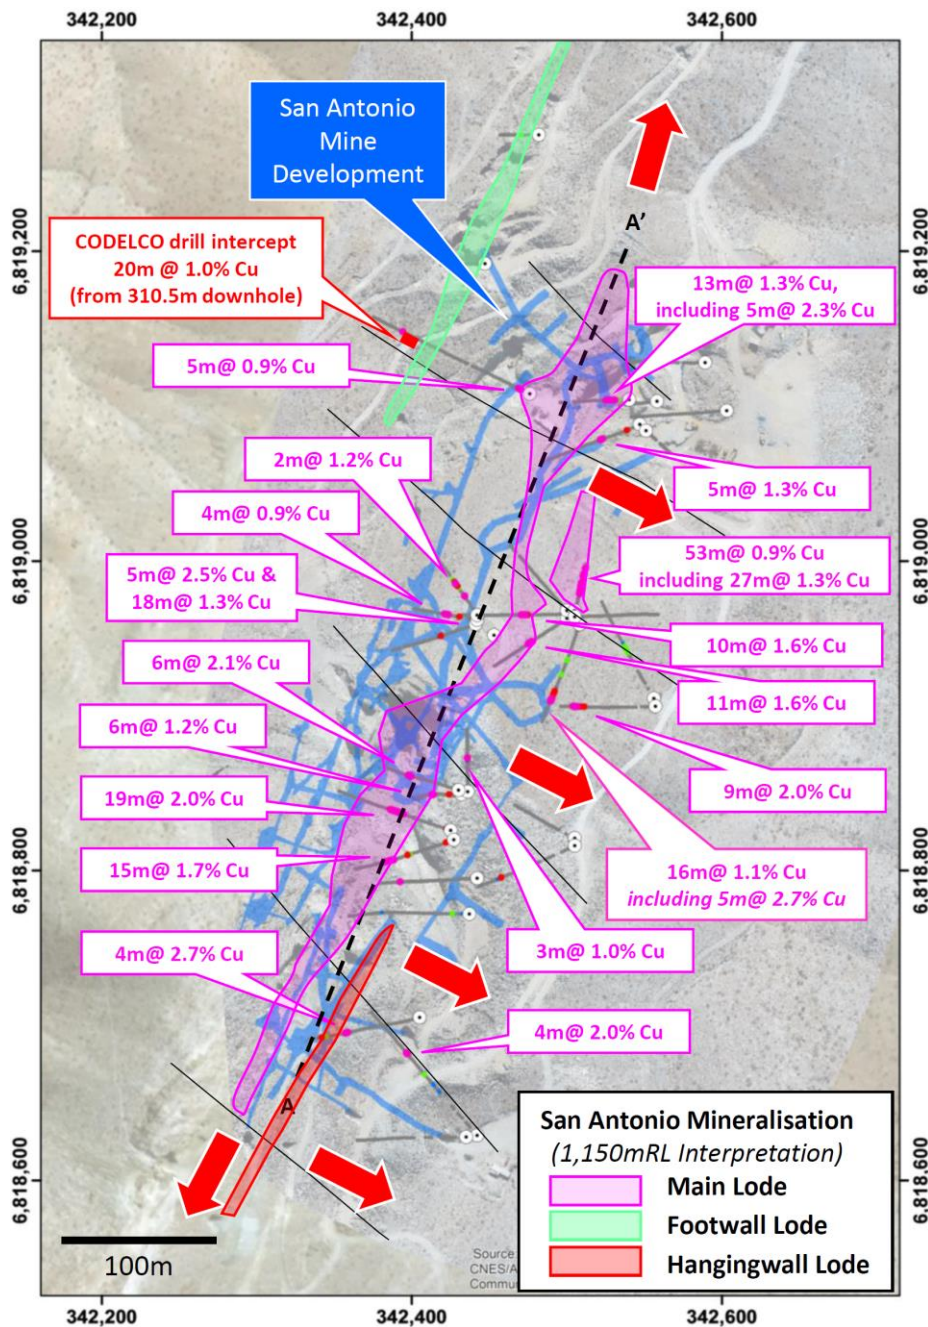 342,200
342,400
342,600
6,819,200
6,819,000
6,818,800
6,818,600
6,819,200
6,819,000
6,818,800
6,818,600
San Antonio
Mine
Development
A'
CODELCO drill intercept
20m @ 1.0% Cu
(from 310.5m downhole)
13m @ 1.3% Cu,
including 5m@ 2.3% Cu
5m@ 0.9% Cu
2m@ 1.2% Cu
5m@ 1.3% Cu
4m@ 0.9% Cu
53m@ 0.9% Cu
including 27m@ 1.3% Cu
5m@ 2.5% Cu &
18m@ 1.3% Cu
10m@ 1.6% Cu
6m@ 2.1% Cu
11m@ 1.6% Cu
6m@ 1.2% Cu
9m@ 2.0% Cu
19m@ 2.0% Cu
15m@ 1.7% Cu
16m@ 1.1% Cu
including 5m@ 2.7% Cu
4m@ 2.7% Cu
3m@ 1.0% Cu
4m@ 2.0% Cu
A
San Antonio Mineralisation
(1,150mRL Interpretation)
Main Lode
Footwall Lode
Hangingwall Lode
100m
Source:
CNES/A
Commun
342,200
342,400
342,600